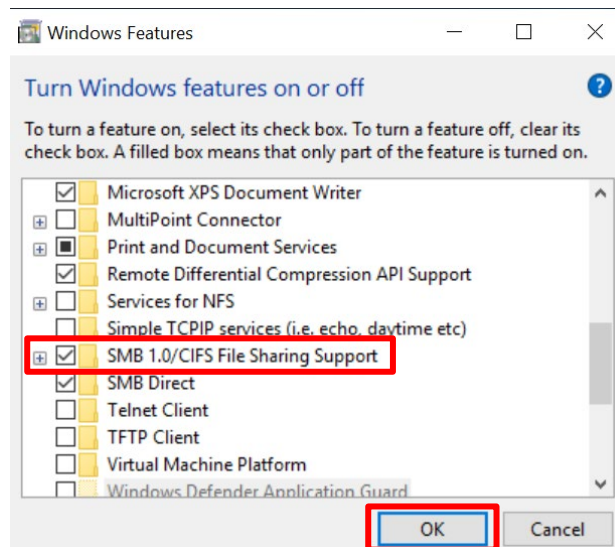 Windows Features
Turn Windows features on or off
To turn a feature on, select its check box. To turn a feature off, clear its
check box. A filled box means that only part of the feature is turned on.
Microsoft XPS Document Writer
MultiPoint Connector
Print and Document Services
Remote Differential Compression API Support
Services for NFS
Simple TCPIP services (i.e. echo, daytime etc)
SMB 1.0/CIFS File Sharing Support
SMB Direct
Telnet Client
TFTP Client
Virtual Machine Platform
Windows Defender Application Guard
OK
Cancel